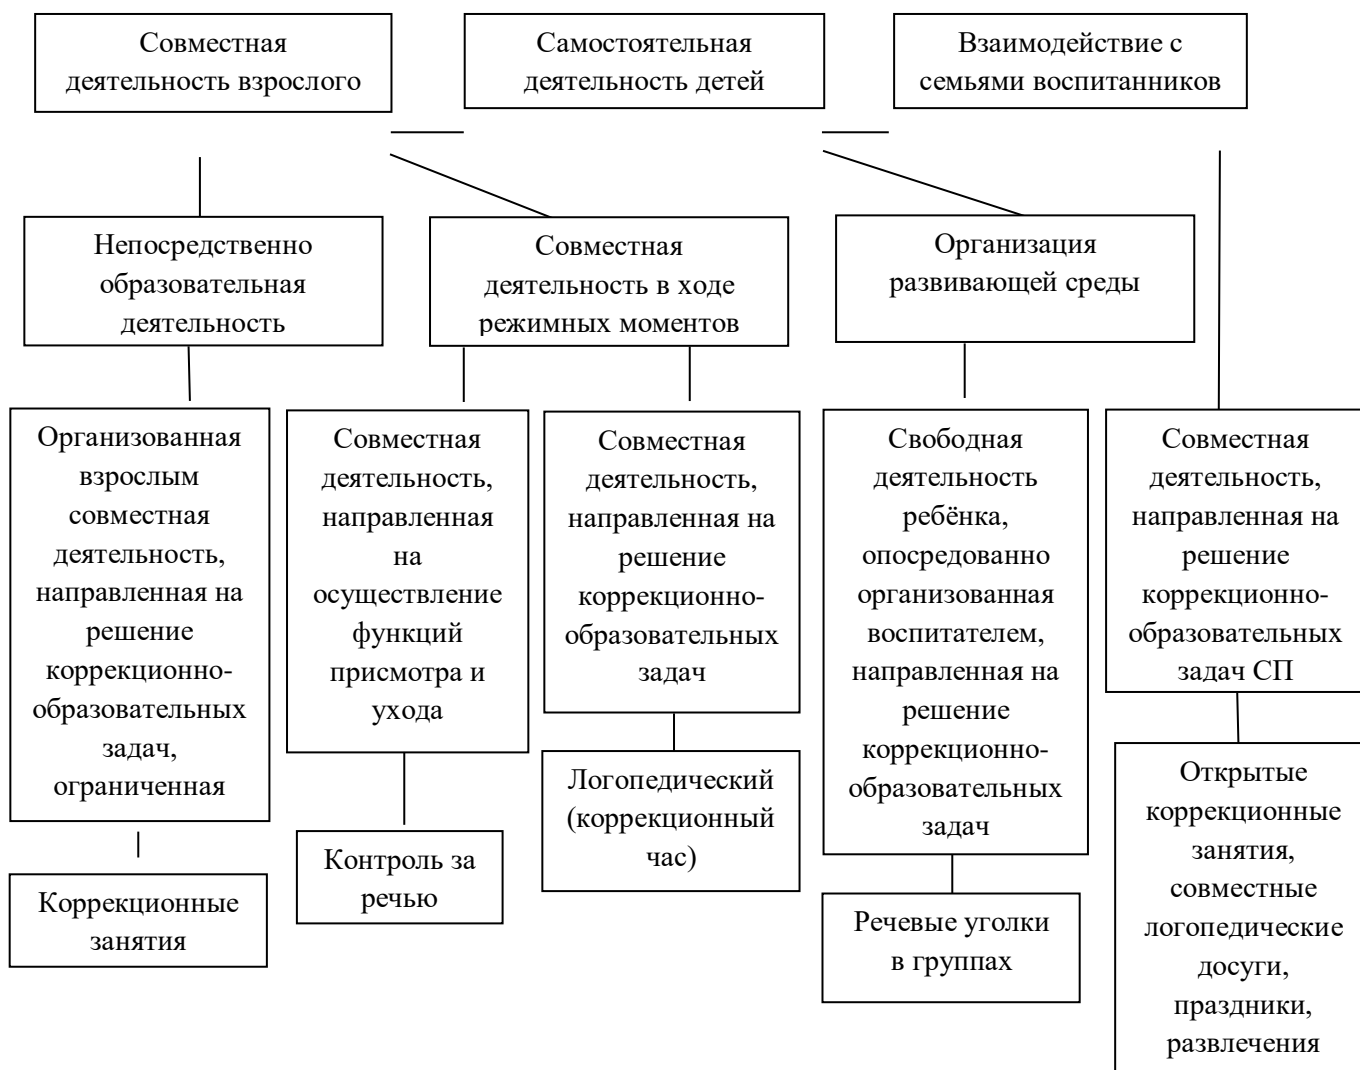 Совместная
деятельность взрослого
Самостоятельная
деятельность детей
Взаимодействие с
семьями воспитанников
Непосредственно
образовательная
деятельность
Совместная
деятельность в ходе
режимных моментов
Организация
развивающей среды
Организованная
взрослым
совместная
деятельность,
направленная на
решение
коррекционно-
образовательных
задач,
ограниченная
Совместная
деятельность,
направленная
на
осуществление
функций
присмотра и
ухода
Совместная
деятельность,
направленная на
решение
коррекционно-
образовательных
задач
Свободная
деятельность
ребёнка,
опосредованно
организованная
воспитателем,
направленная на
решение
коррекционно-
образовательных
задач
Совместная
деятельность,
направленная на
решение
коррекционно-
образовательных
задач СП
Коррекционные
занятия
Контроль за
речью
Логопедический
(коррекционный
час)
Речевые уголки
в группах
Открытые
коррекционные
занятия,
совместные
логопедические
досуги,
праздники,
развлечения